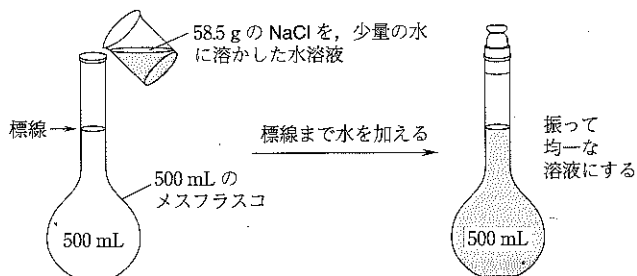 58.5 g の NaCl を，少量の水
に溶かした水溶液
標線
標線まで水を加える
振って
均一な
溶液にする
500 mL の
メスフラスコ
500 mL
500 mL